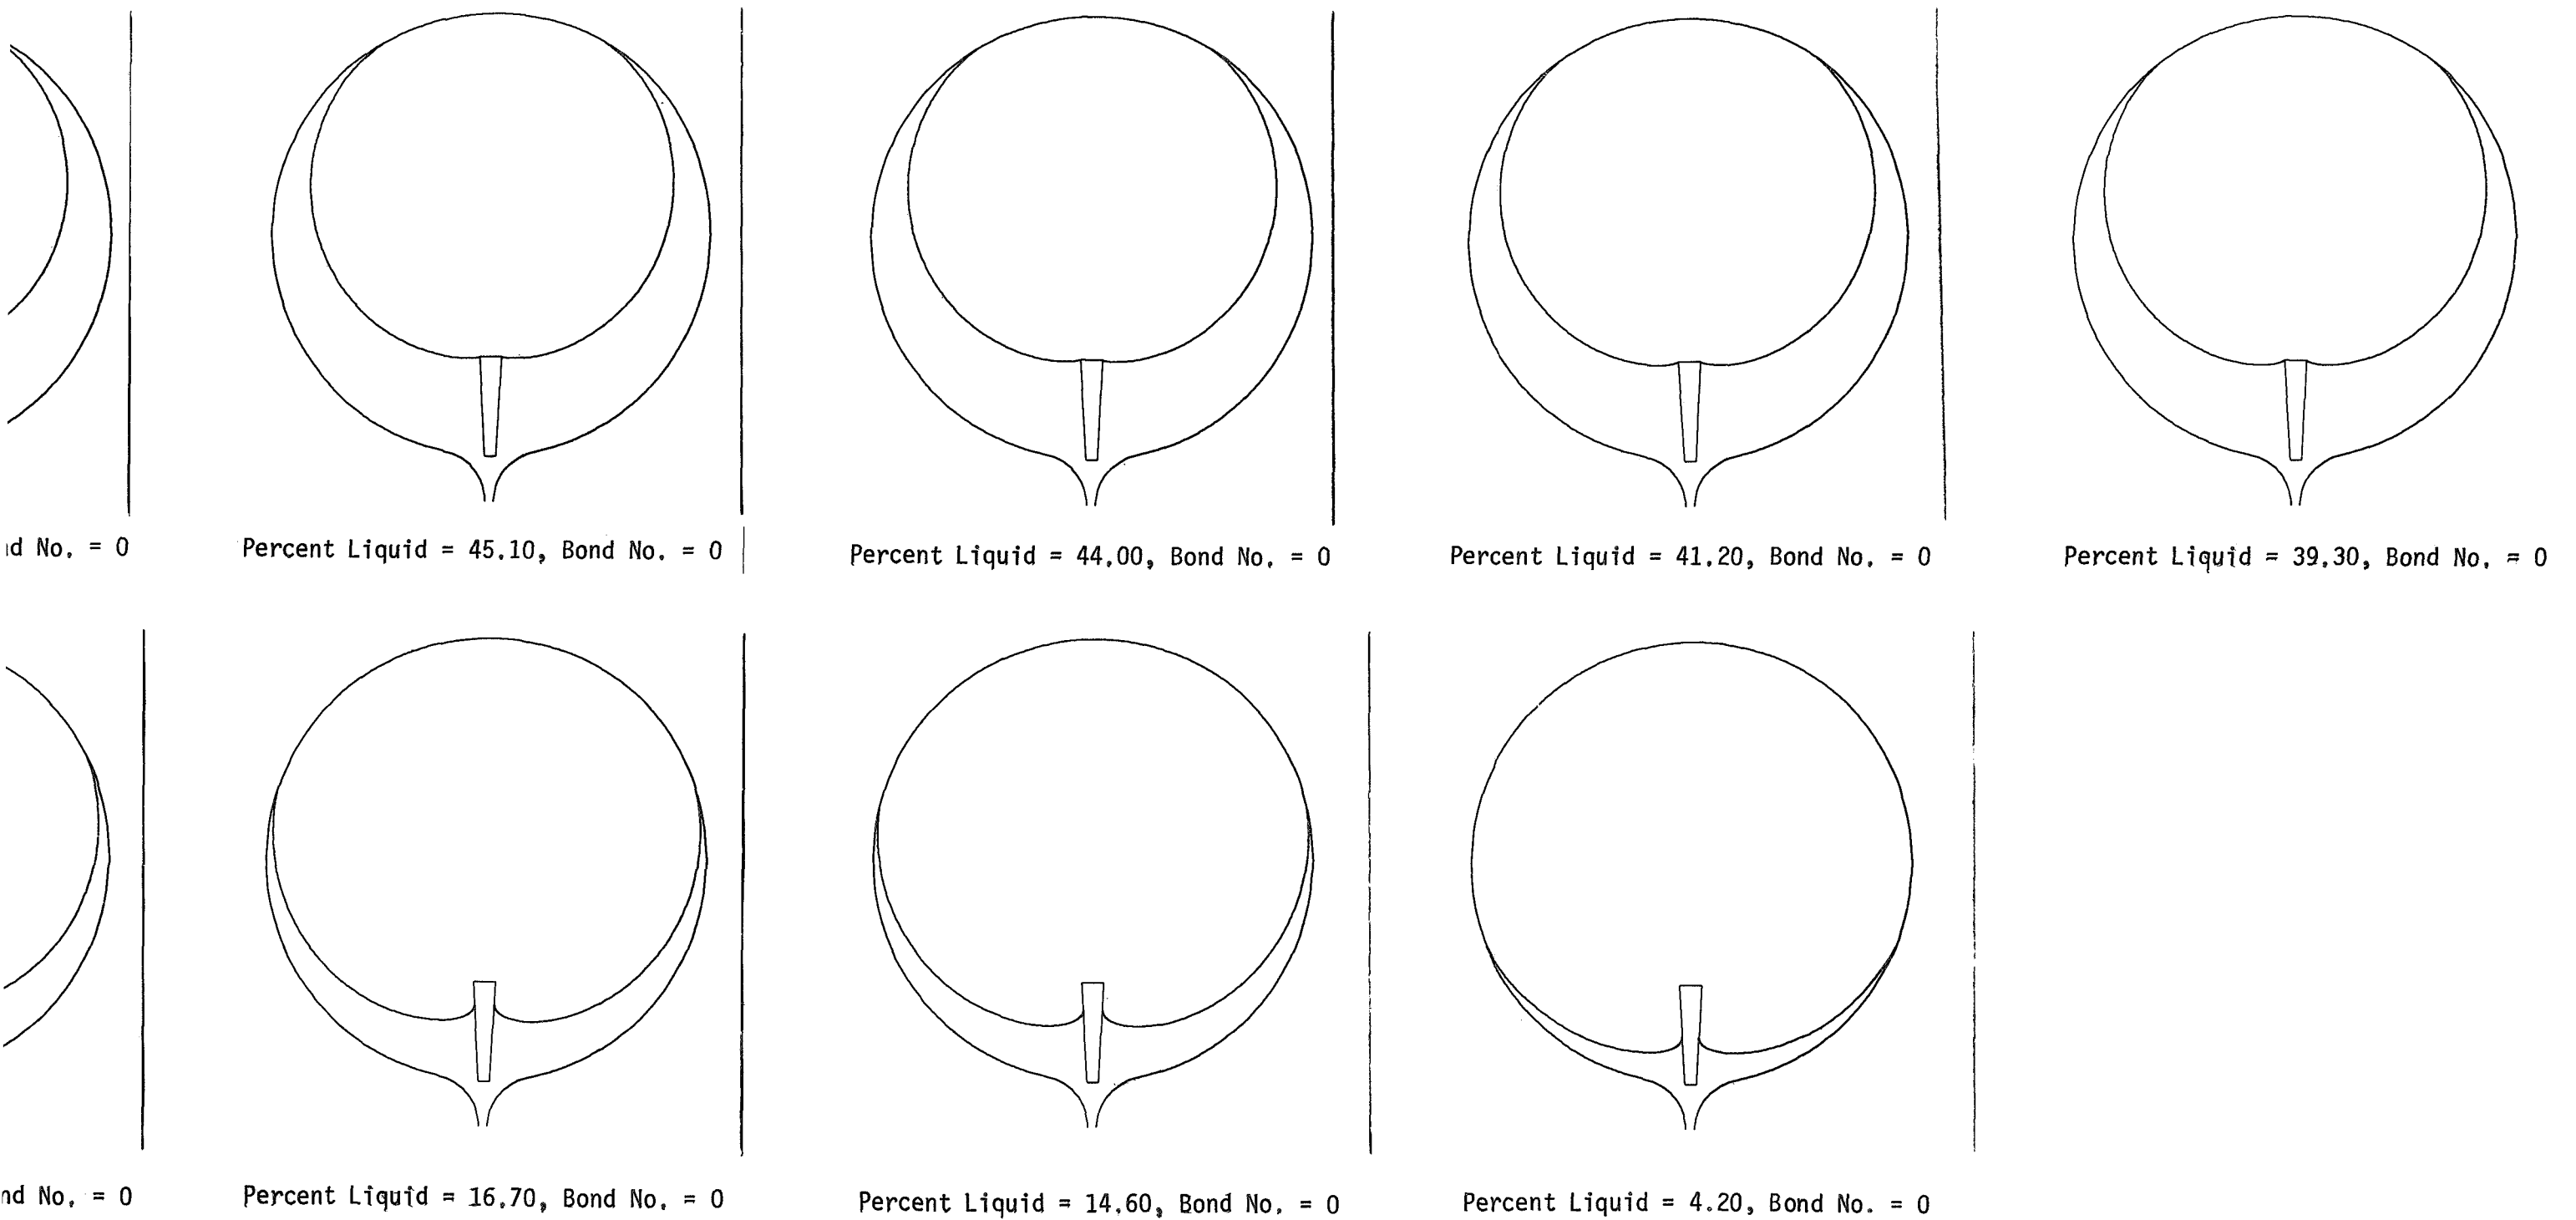 d No. = 0
Percent Liquid = 45.10, Bond No. = 0
Percent Liquid = 44.00, Bond No. = 0
Percent Liquid = 41.20, Bond No. = 0
Percent Liquid = 39.30, Bond No. = 0
nd No. = 0
Percent Liquid = 16.70, Bond No. = 0
Percent Liquid = 14.60, Bond No. = 0
Percent Liquid = 4.20, Bond No. = 0